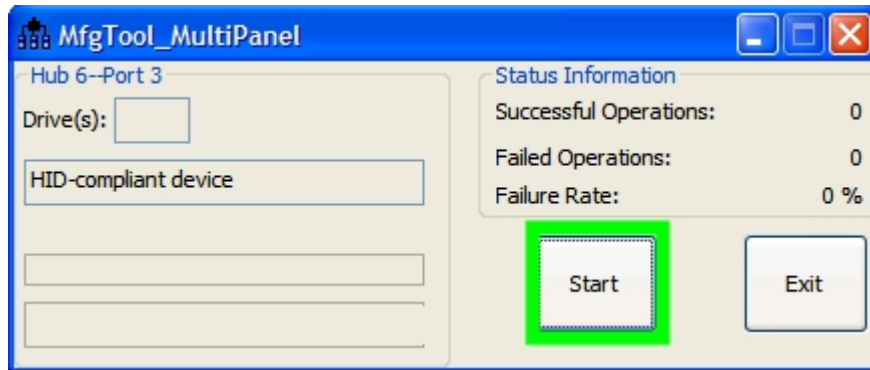 MfgTool_MultiPanel
Hub 6--Port 3
Drive(s):
HID-compliant device
Status Information
Successful Operations: 0
Failed Operations: 0
Failure Rate: 0 %
Start
Exit